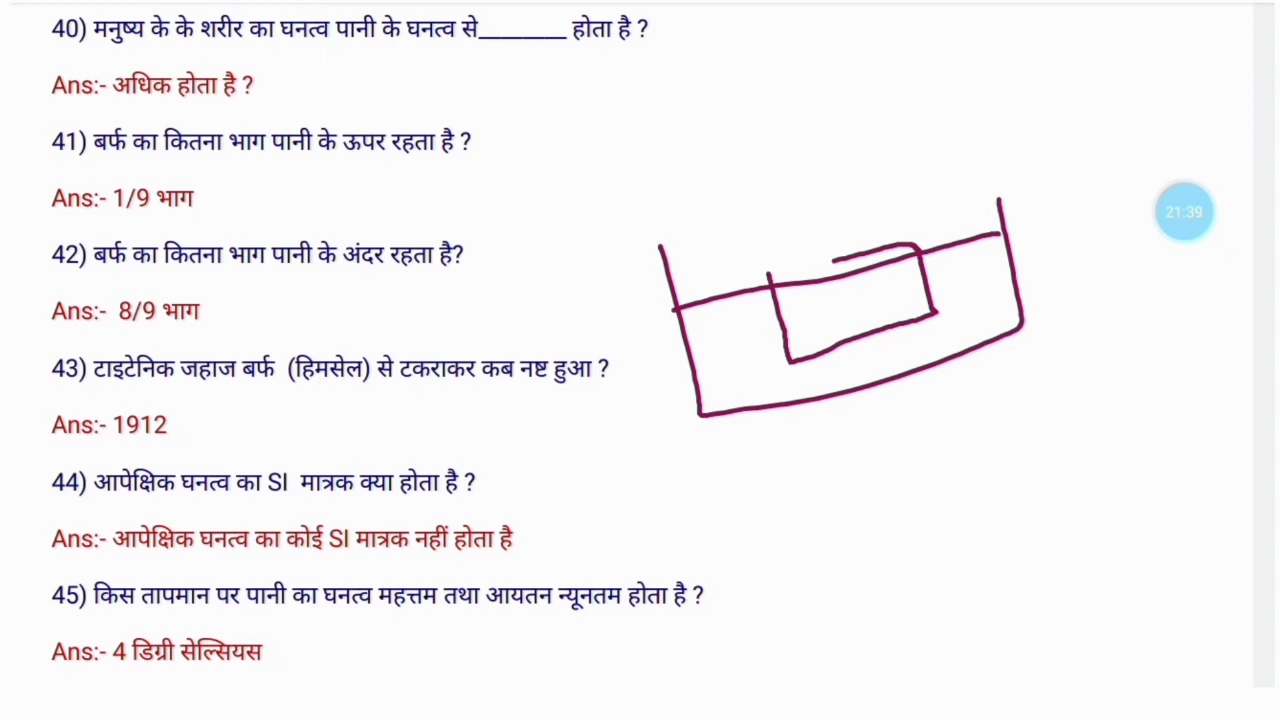 40) मनुष्य के के शरीर का घनत्व पानी के घनत्व से_______ होता है ?
Ans:- अधिक होता है ?
41) बर्फ का कितना भाग पानी के ऊपर रहता है ?
Ans:- 1/9 भाग
21:39
42) बर्फ का कितना भाग पानी के अंदर रहता है?
Ans:- 8/9 भाग
43) टाइटेनिक जहाज बर्फ (हिमसेल) से टकराकर कब नष्ट हुआ ?
Ans:- 1912
44) आपेक्षिक घनत्व का SI मात्रक क्या होता है ?
Ans:- आपेक्षिक घनत्व का कोई SI मात्रक नहीं होता है
45) किस तापमान पर पानी का घनत्व महत्तम तथा आयतन न्यूनतम होता है ?
Ans:- 4 डिग्री सेल्सियस